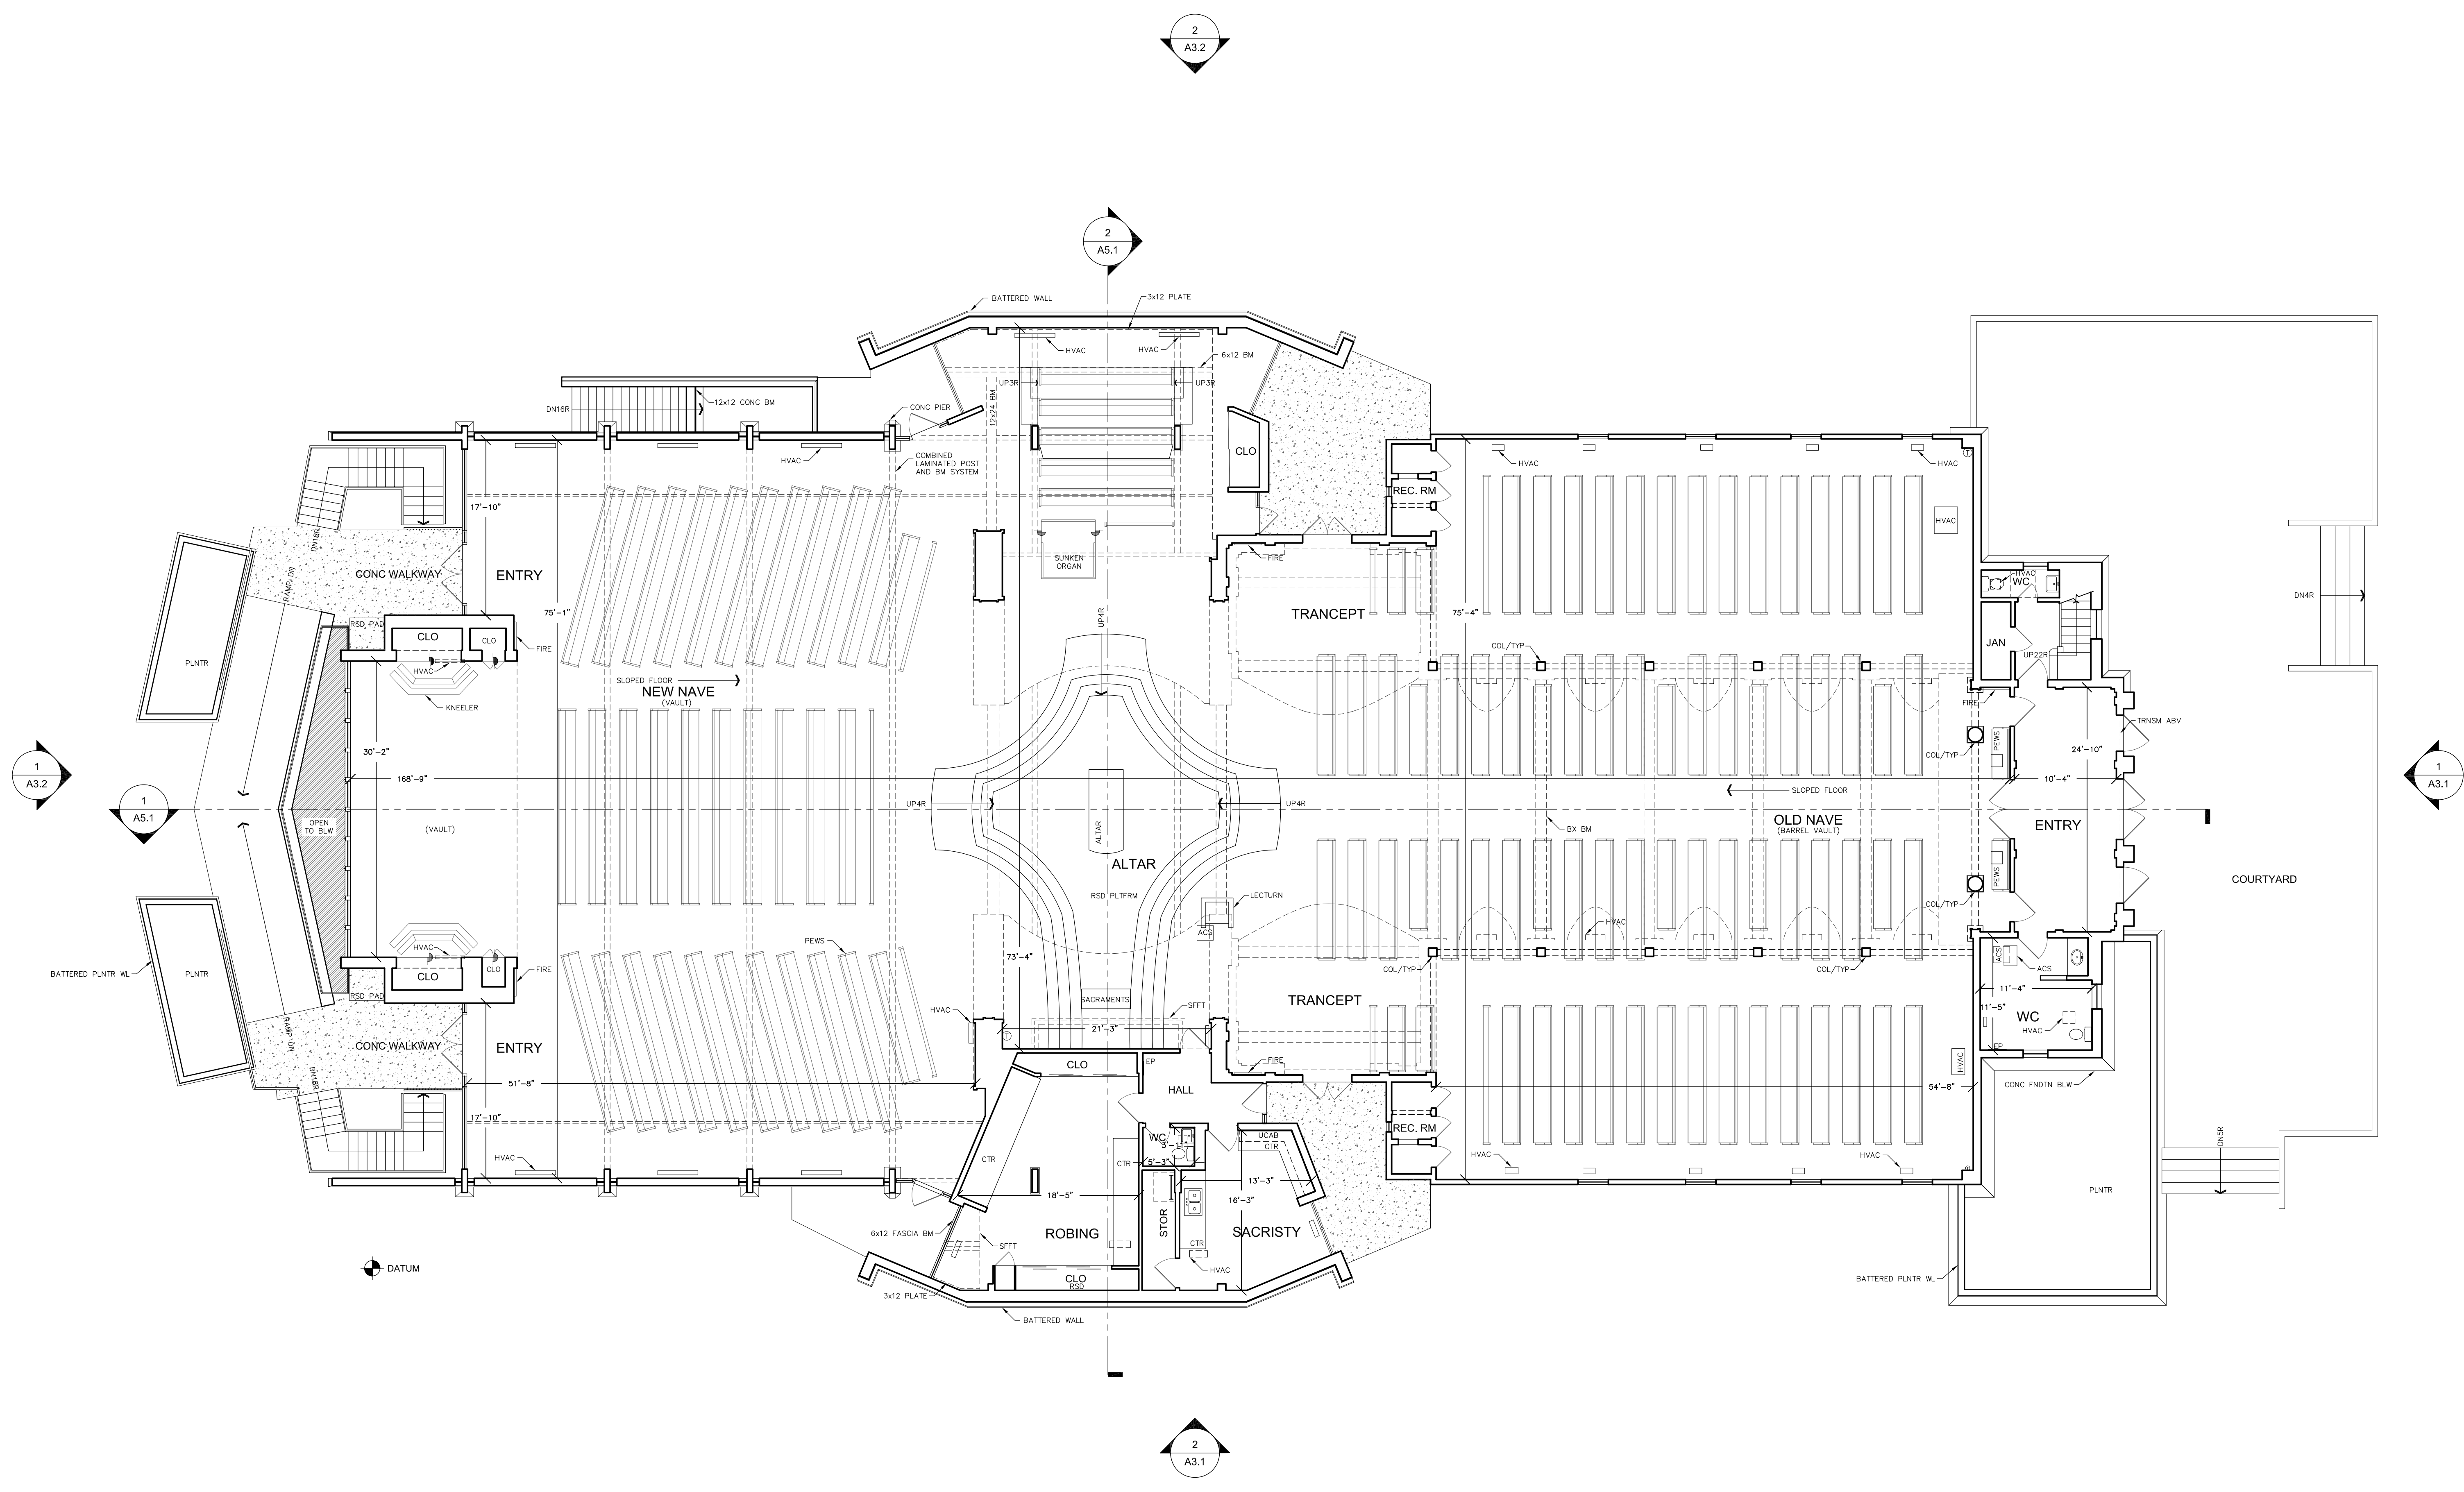 2
A3.2
2
A5.1
BATTERED WALL
3x12 PLATE
HVAC
HVAC
6x12 BM
UP3R
UP3R
12x12 CONC BM
DN16R
CONC PIER
12x24 BM
HVAC
COMBINED
LAMINATED POST
AND BM SYSTEM
CLO
HVAC
HVAC
REC. RM
17'-10"
HVAC
DN18R
CONC WALKWAY
RAMP DN
ENTRY
SUNKEN
ORGAN
FIRE
HVAC
WC
DN4R
75'-1"
UP4R
TRANCEPT
75'-4"
RSD PAD
CLO
CLO
FIRE
HVAC
PLNTR
COL/TYP
JAN
UP22R
SLOPED FLOOR
NEW NAVE
(VAULT)
KNEELER
FIRE
TRNSM ABV
30'-2"
PEWS
COL/TYP
24'-10"
1
A3.2
168'-9"
10'-4"
1
A3.1
SLOPED FLOOR
1
A5.1
UP4R
UP4R
OPEN
TO BLW
(VAULT)
ALTAR
BX BM
OLD NAVE
(BARREL VAULT)
ENTRY
ALTAR
PEWS
COURTYARD
RSD PLTFRM
LECTURN
COL/TYP
ACS
HVAC
PEWS
HVAC
CLO
CLO
FIRE
73'-4"
COL/TYP
COL/TYP
ACS
ACS
BATTERED PLNTR WL
PLNTR
RSD PAD
SACRAMENTS
TRANCEPT
11'-4"
SFFT
HVAC
11'-5"
WC
HVAC
RAMP DN
CONC WALKWAY
ENTRY
21'-3"
EP
EP
FIRE
CLO
HVAC
DN18R
51'-8"
HALL
54'-8"
CONC FNDTN BLW
17'-10"
REC. RM
UCAB
CTR
WC
3'-1"
DN5R
HVAC
CTR
CTR
5'-3"
HVAC
HVAC
13'-3"
18'-5"
16'-3"
PLNTR
6x12 FASCIA BM
ROBING
STOR
SACRISTY
SFFT
CTR
DATUM
HVAC
CLO
RSD
BATTERED PLNTR WL
3x12 PLATE
BATTERED WALL
2
A3.1